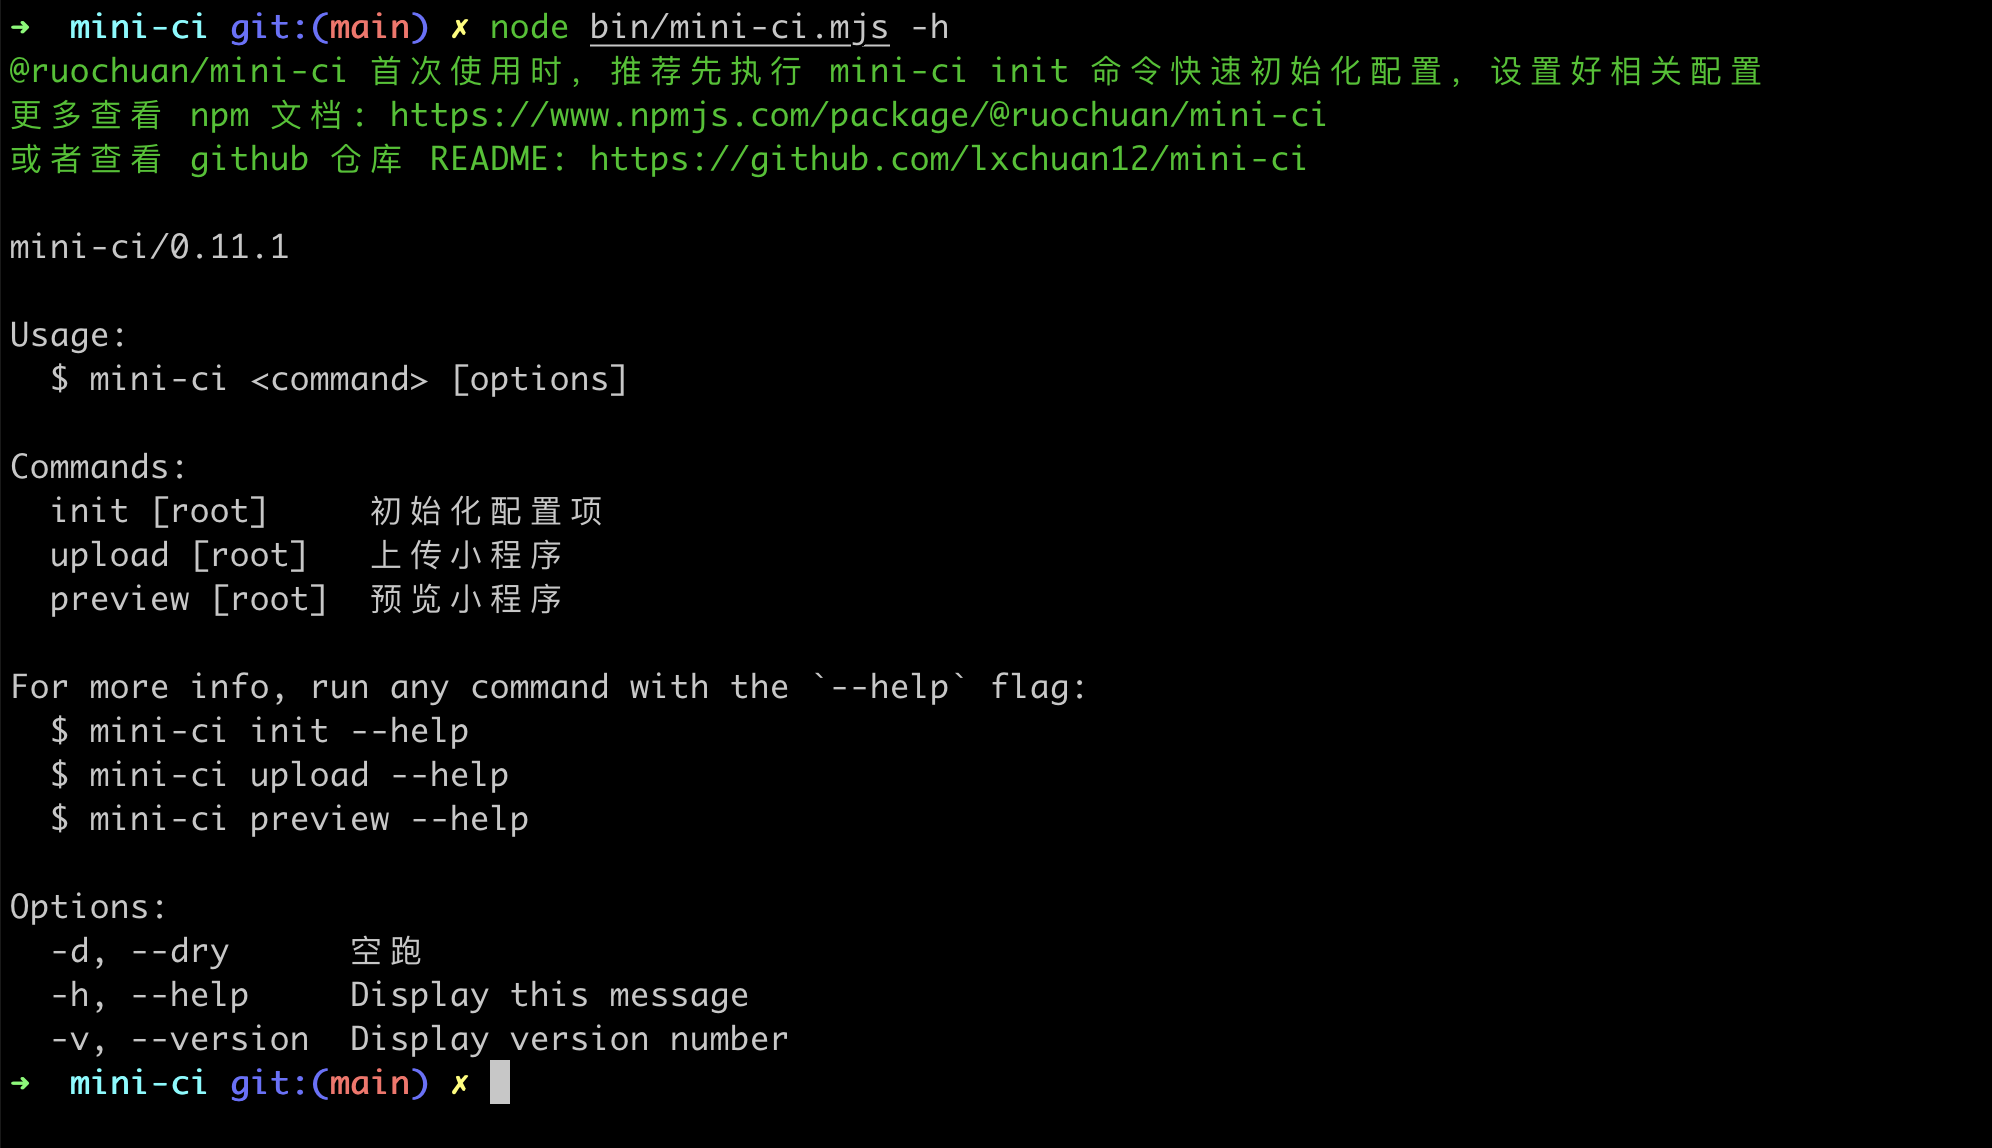 ➜  mini-ci git:(main) ✗ node bin/mini-ci.mjs -h
@ruochuan/mini-ci 首次使用时，推荐先执行 mini-ci init 命令快速初始化配置，设置好相关配置
更多查看 npm 文档：https://www.npmjs.com/package/@ruochuan/mini-ci
或者查看 github 仓库 README: https://github.com/lxchuan12/mini-ci

mini-ci/0.11.1

Usage:
  $ mini-ci <command> [options]

Commands:
  init [root]     初始化配置项
  upload [root]   上传小程序
  preview [root]  预览小程序

For more info, run any command with the `--help` flag:
  $ mini-ci init --help
  $ mini-ci upload --help
  $ mini-ci preview --help

Options:
  -d, --dry      空跑
  -h, --help     Display this message
  -v, --version  Display version number
➜  mini-ci git:(main) ✗